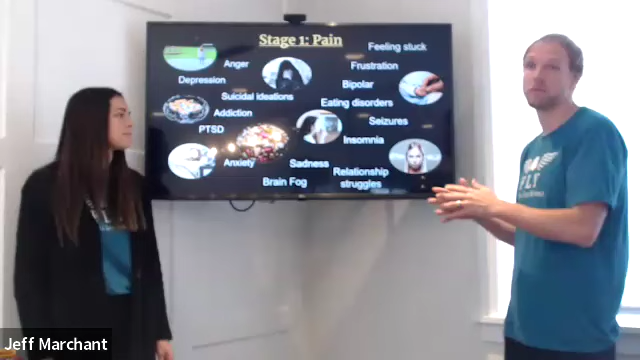 Stage 1: Pain
Feeling stuck
Anger
Frustration
Depression
Bipolar
Suicidal ideations
Eating disorders
Addiction
Seizures
PTSD
Insomnia
Anxiety
Sadness
Brain Fog
Relationship
struggles
FLY
Jeff Marchant